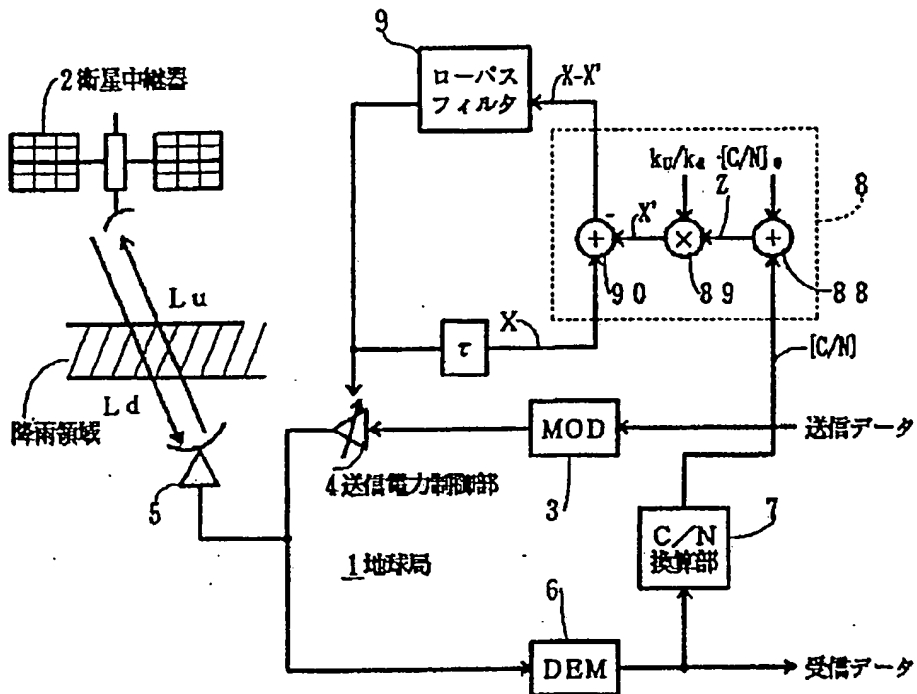 9
ローパス
フィルタ
X-X'
2衛星中継器
ku/kd
-[C/N]。
8
Z
X'
+
×
+
-
90
89
88
Lu
X
τ
[C/N]
Ld
降雨領域
MOD
送信データ
4送信電力制御部
5
3
7
C/N
換算部
1地球局
6
DEM
受信データ